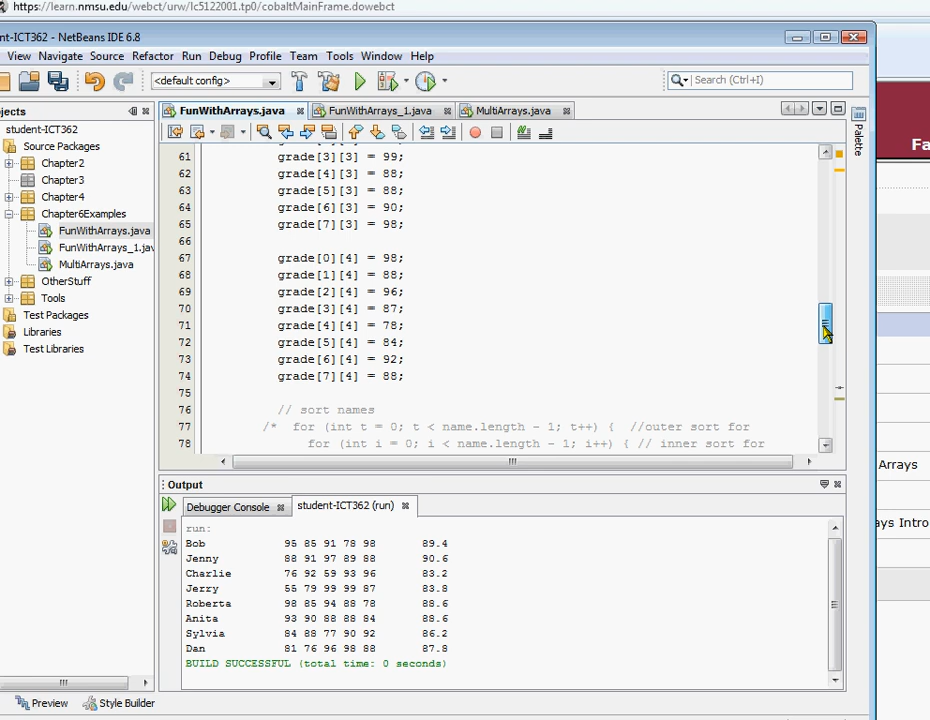 https://learn.nmsu.edu/webct/urw/lc5122001.tp0/cobaltMainFrame.dowebct
nt-ICT362 - NetBeans IDE 6.8
View Navigate Source Refactor Run Debug Profile Team Tools Window Help
<default config>
Search (Ctrl+I)
ojects
FunWithArrays.java
FunWithArrays_1.java
MultiArrays.java
Palette
Fa
student-ICT362
Source Packages
Chapter2
Chapter3
Chapter4
Chapter6Examples
FunWithArrays.java
FunWithArrays_1.jav
MultiArrays.java
OtherStuff
Tools
Test Packages
Libraries
Test Libraries
61 grade[3][3] = 99;
62 grade[4][3] = 88;
63 grade[5][3] = 88;
64 grade[6][3] = 90;
65 grade[7][3] = 98;
66
67 grade[0][4] = 98;
68 grade[1][4] = 88;
69 grade[2][4] = 96;
70 grade[3][4] = 87;
71 grade[4][4] = 78;
72 grade[5][4] = 84;
73 grade[6][4] = 92;
74 grade[7][4] = 88;
75
76 // sort names
77 /* for (int t = 0; t < name.length - 1; t++) { //outer sort for
78 for (int i = 0; i < name.length - 1; i++) { // inner sort for
Arrays
ays Intro
Output
Debugger Console
student-ICT362 (run)
run:
Bob 95 85 91 78 98 89.4
Jenny 88 91 97 89 88 90.6
Charlie 76 92 59 93 96 83.2
Jerry 55 79 99 99 87 83.8
Roberta 98 85 94 88 78 88.6
Anita 93 90 88 88 84 88.6
Sylvia 84 88 77 90 92 86.2
Dan 81 76 96 98 88 87.8
BUILD SUCCESSFUL (total time: 0 seconds)
Preview
Style Builder